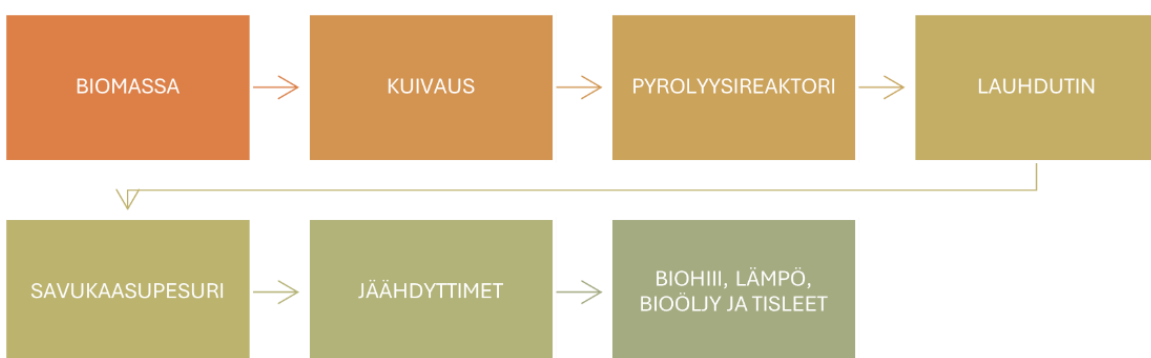 BIOMASSA
KUIVAUS
PYROLYYSIREAKTORI
LAUHDUTIN
SAVUKAASUPESURI
JÄÄHDYTTIMET
BIOHIII, LÄMPÖ,
BIOÖLJY JA TISLEET